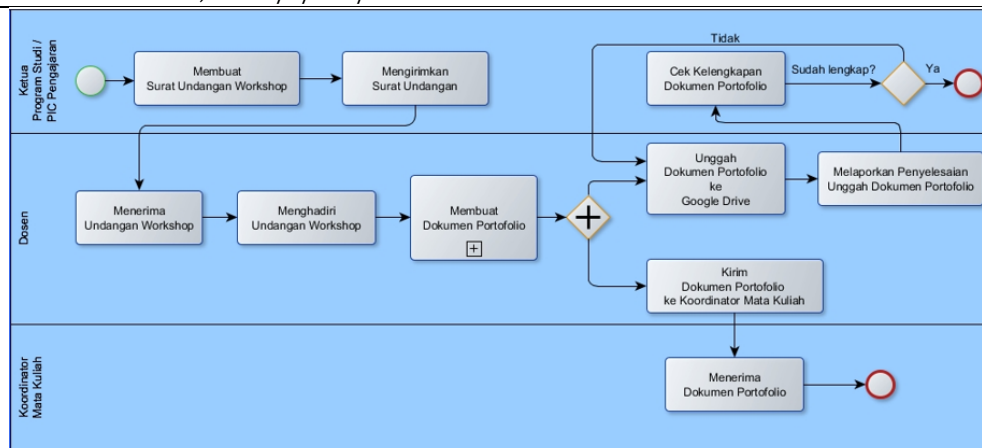 Ketua
Program Studi /
PIC Pengajaran
Membuat
Surat Undangan Workshop
Mengirimkan
Surat Undangan
Tidak
Cek Kelengkapan
Dokumen Portofolio
Sudah lengkap?
Ya
Dosen
Menerima
Undangan Workshop
Menghadiri
Undangan Workshop
Membuat
Dokumen Portofolio
Unggah
Dokumen Portofolio
ke
Google Drive
Melaporkan Penyelesaian
Unggah Dokumen Portofolio
Kirim
Dokumen Portofolio
ke Koordinator Mata Kuliah
Koordinator
Mata Kuliah
Menerima
Dokumen Portofolio